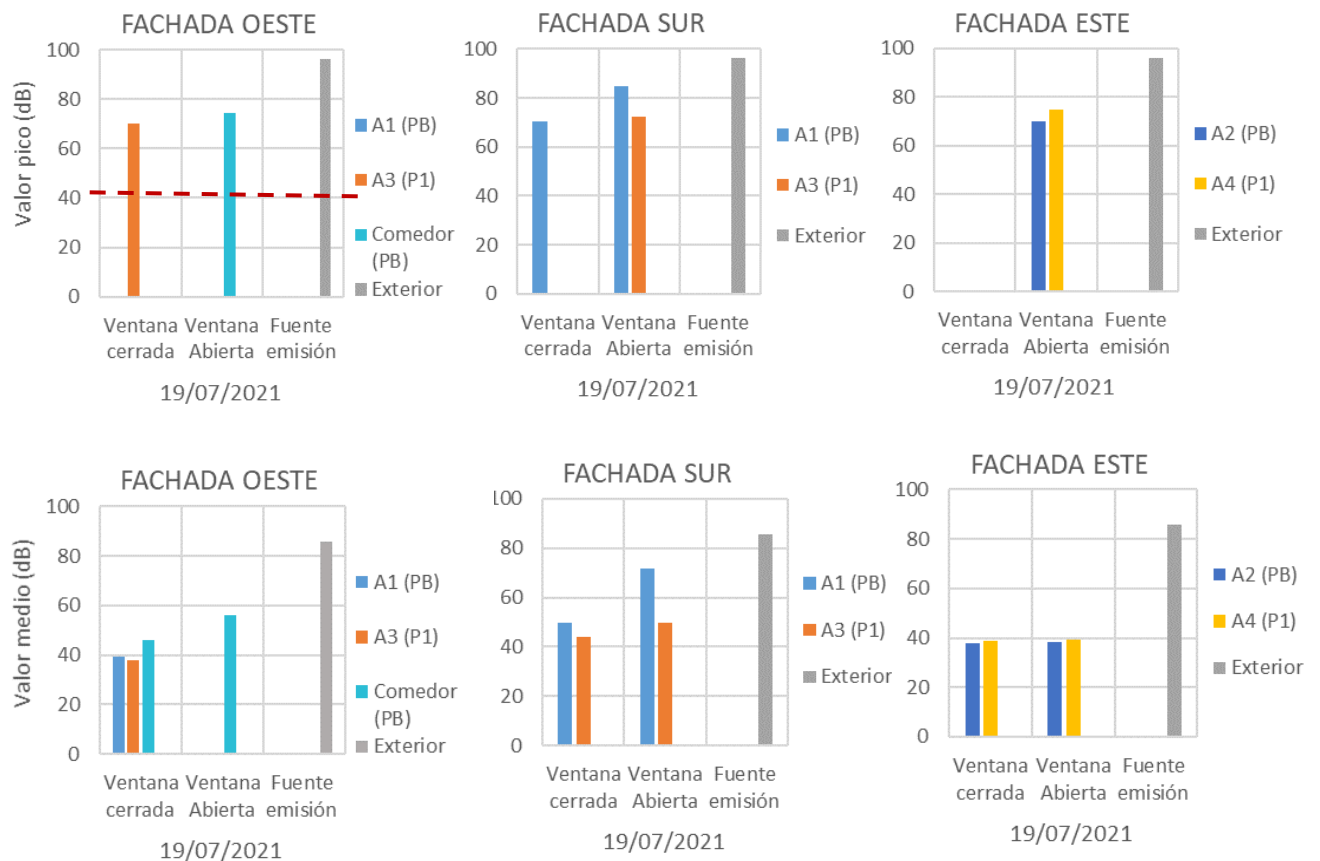 FACHADA OESTE
Valor pico (dB)
100
80
60
40
20
0
Ventana cerrada
Ventana Abierta
Fuente emisión
19/07/2021
A1 (PB)
A3 (P1)
Comedor (PB)
Exterior
FACHADA SUR
100
80
60
40
20
0
Ventana cerrada
Ventana Abierta
Fuente emisión
19/07/2021
A1 (PB)
A3 (P1)
Exterior
FACHADA ESTE
100
80
60
40
20
0
Ventana cerrada
Ventana Abierta
Fuente emisión
19/07/2021
A2 (PB)
A4 (P1)
Exterior
FACHADA OESTE
Valor medio (dB)
100
80
60
40
20
0
Ventana cerrada
Ventana Abierta
Fuente emisión
19/07/2021
A1 (PB)
A3 (P1)
Comedor (PB)
Exterior
FACHADA SUR
100
80
60
40
20
0
Ventana cerrada
Ventana Abierta
Fuente emisión
19/07/2021
A1 (PB)
A3 (P1)
Exterior
FACHADA ESTE
100
80
60
40
20
0
Ventana cerrada
Ventana Abierta
Fuente emisión
19/07/2021
A2 (PB)
A4 (P1)
Exterior